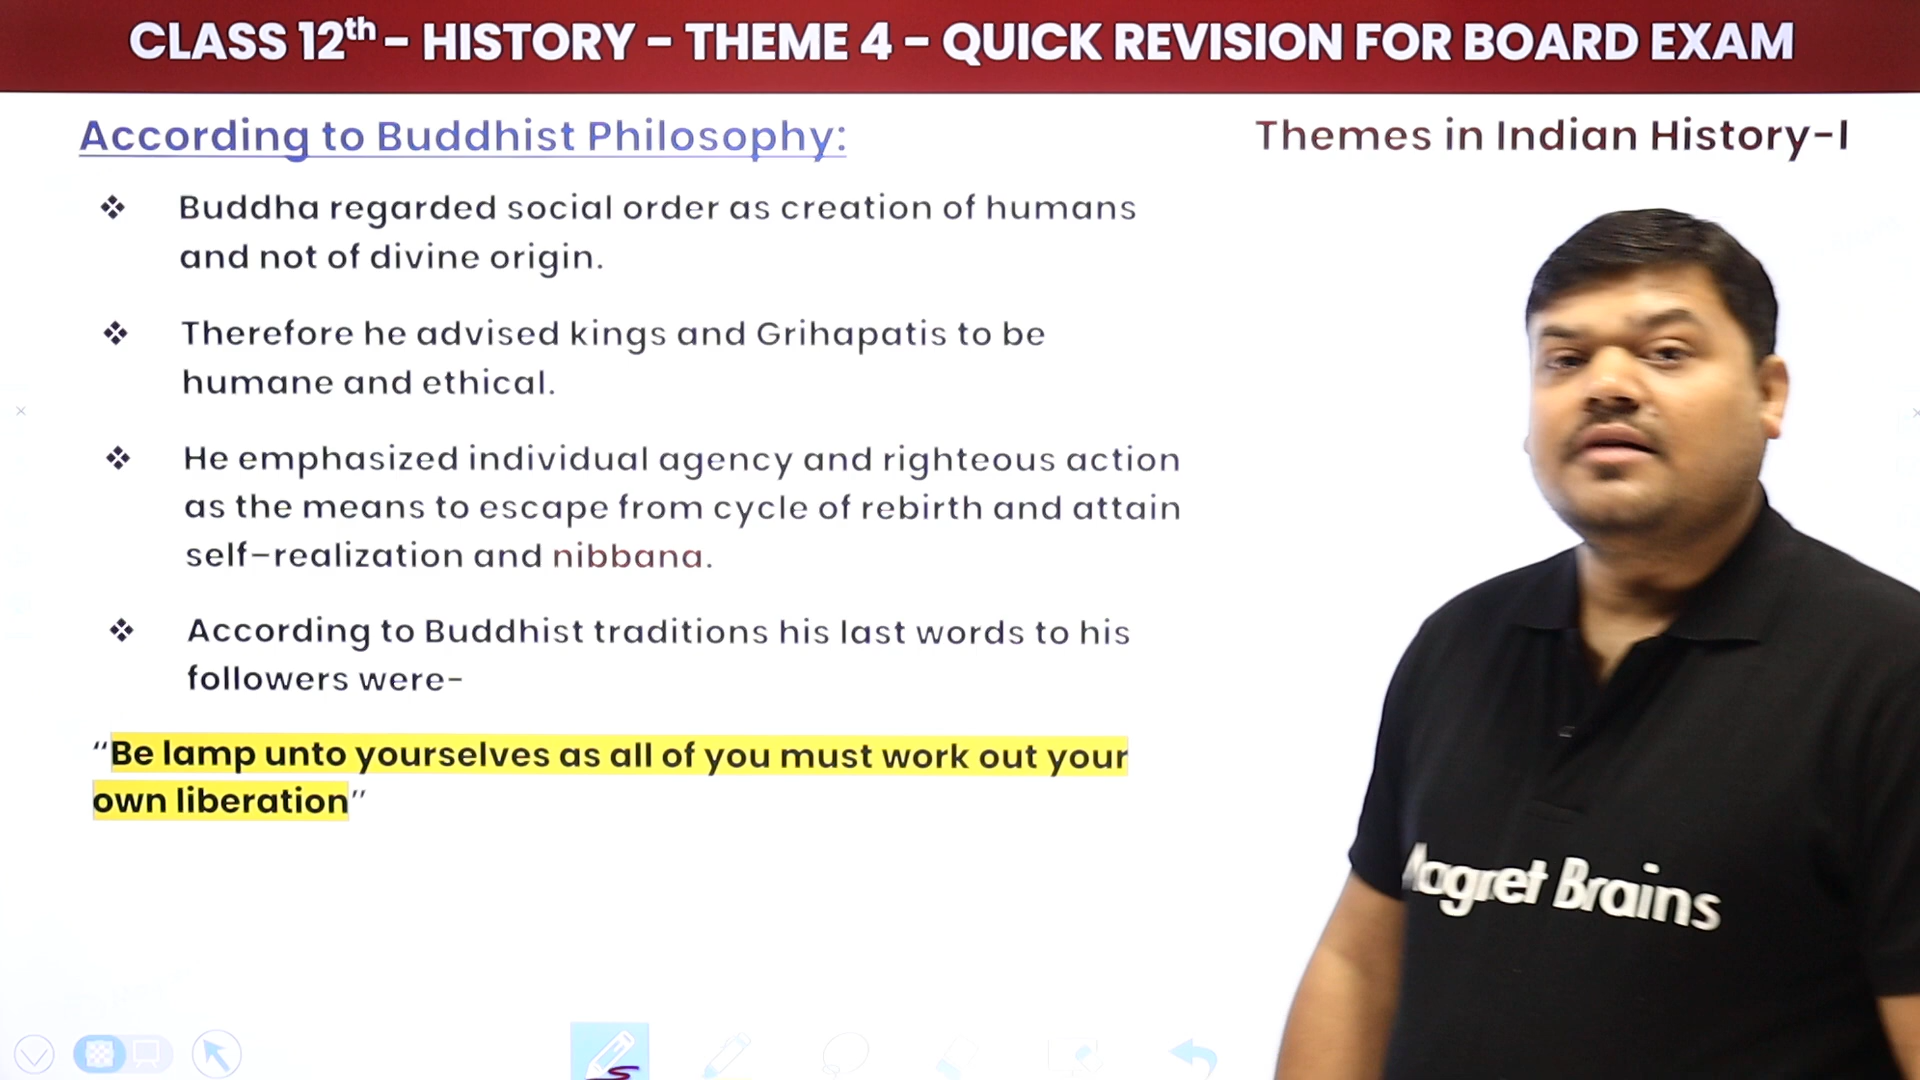 CLASS 12th – HISTORY – THEME 4 – QUICK REVISION FOR BOARD EXAM
According to Buddhist Philosophy:
Themes in Indian History-I
❖ Buddha regarded social order as creation of humans
and not of divine origin.
❖ Therefore he advised kings and Grihapatis to be
humane and ethical.
❖ He emphasized individual agency and righteous action
as the means to escape from cycle of rebirth and attain
self–realization and nibbana.
❖ According to Buddhist traditions his last words to his
followers were-
“Be lamp unto yourselves as all of you must work out your
own liberation”
Magnet Brains